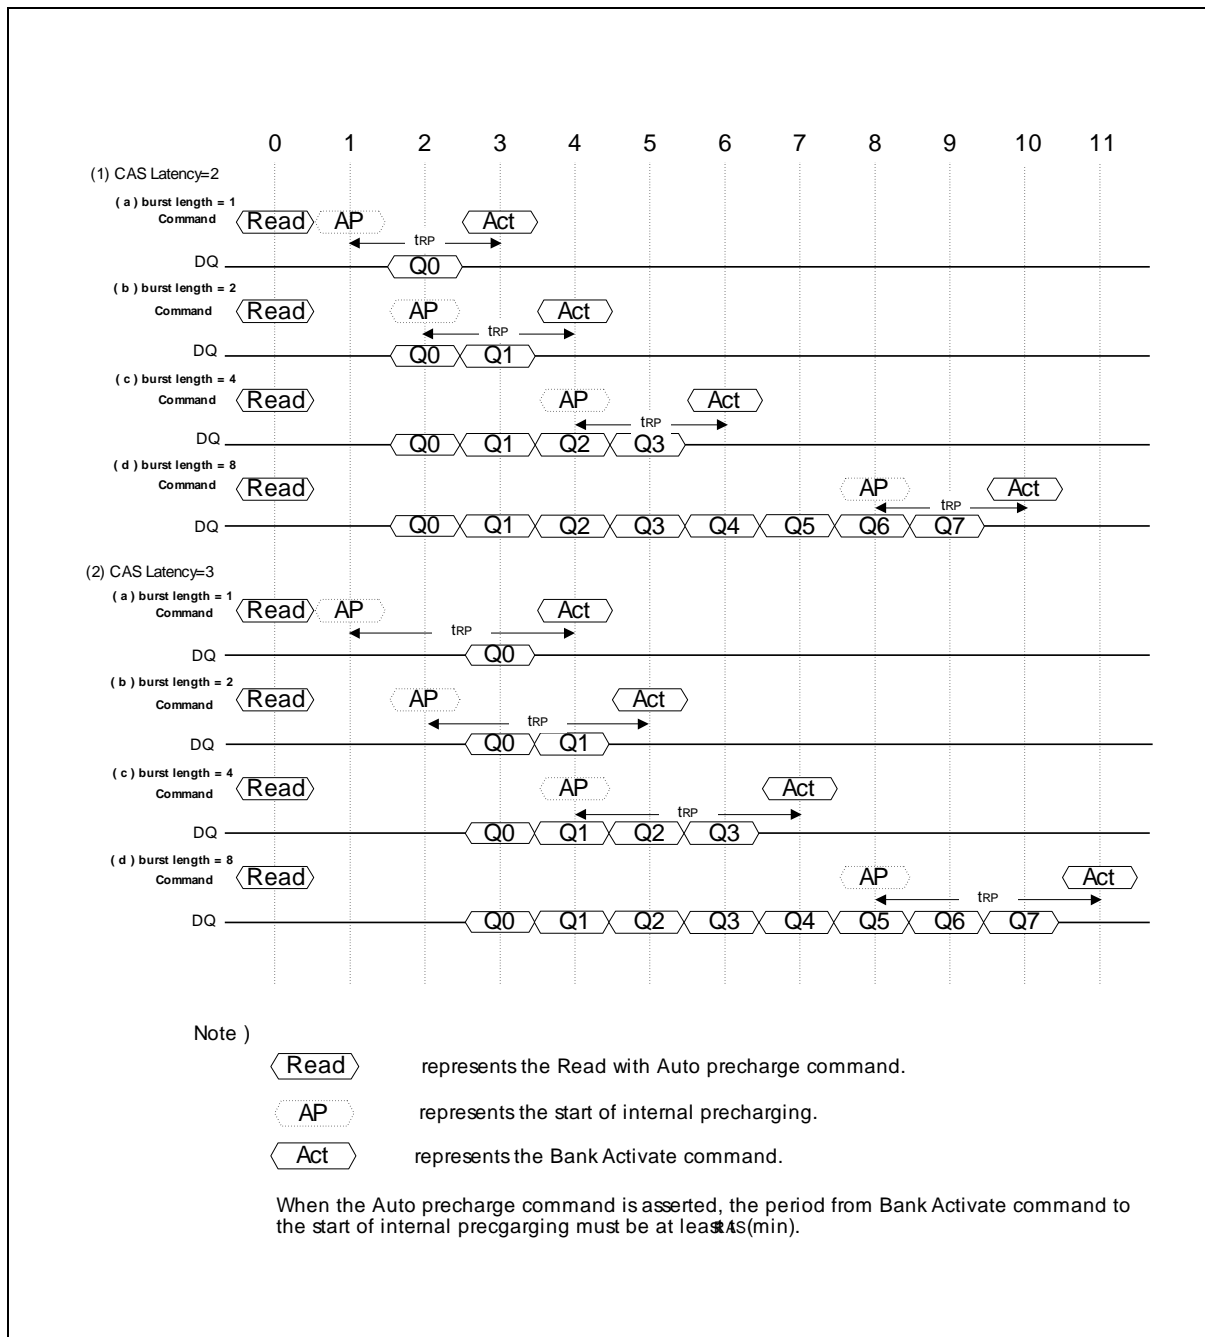 0 1 2 3 4 5 6 7 8 9 10 11
(1) CAS Latency=2
( a ) burst length = 1
Command Read AP Act
tRP
DQ Q0
( b ) burst length = 2
Command Read AP Act
tRP
DQ Q0 Q1
( c ) burst length = 4
Command Read AP Act
tRP
DQ Q0 Q1 Q2 Q3
( d ) burst length = 8
Command Read AP Act
tRP
DQ Q0 Q1 Q2 Q3 Q4 Q5 Q6 Q7
(2) CAS Latency=3
( a ) burst length = 1
Command Read AP Act
tRP
DQ Q0
( b ) burst length = 2
Command Read AP Act
tRP
DQ Q0 Q1
( c ) burst length = 4
Command Read AP Act
tRP
DQ Q0 Q1 Q2 Q3
( d ) burst length = 8
Command Read AP Act
tRP
DQ Q0 Q1 Q2 Q3 Q4 Q5 Q6 Q7
Note )
Read represents the Read with Auto precharge command.
AP represents the start of internal precharging.
Act represents the Bank Activate command.
When the Auto precharge command is asserted, the period from Bank Activate command to
the start of internal precgarging must be at least (min).